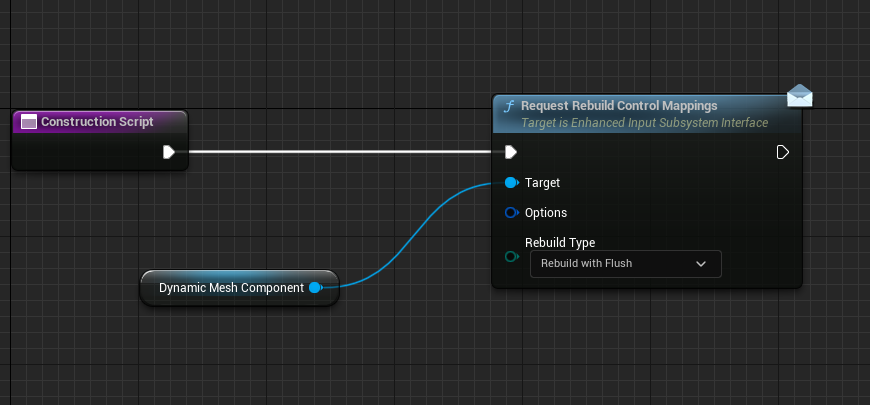 Construction Script
Request Rebuild Control Mappings
Target is Enhanced Input Subsystem Interface
Target
Options
Rebuild Type
Rebuild with Flush
Dynamic Mesh Component